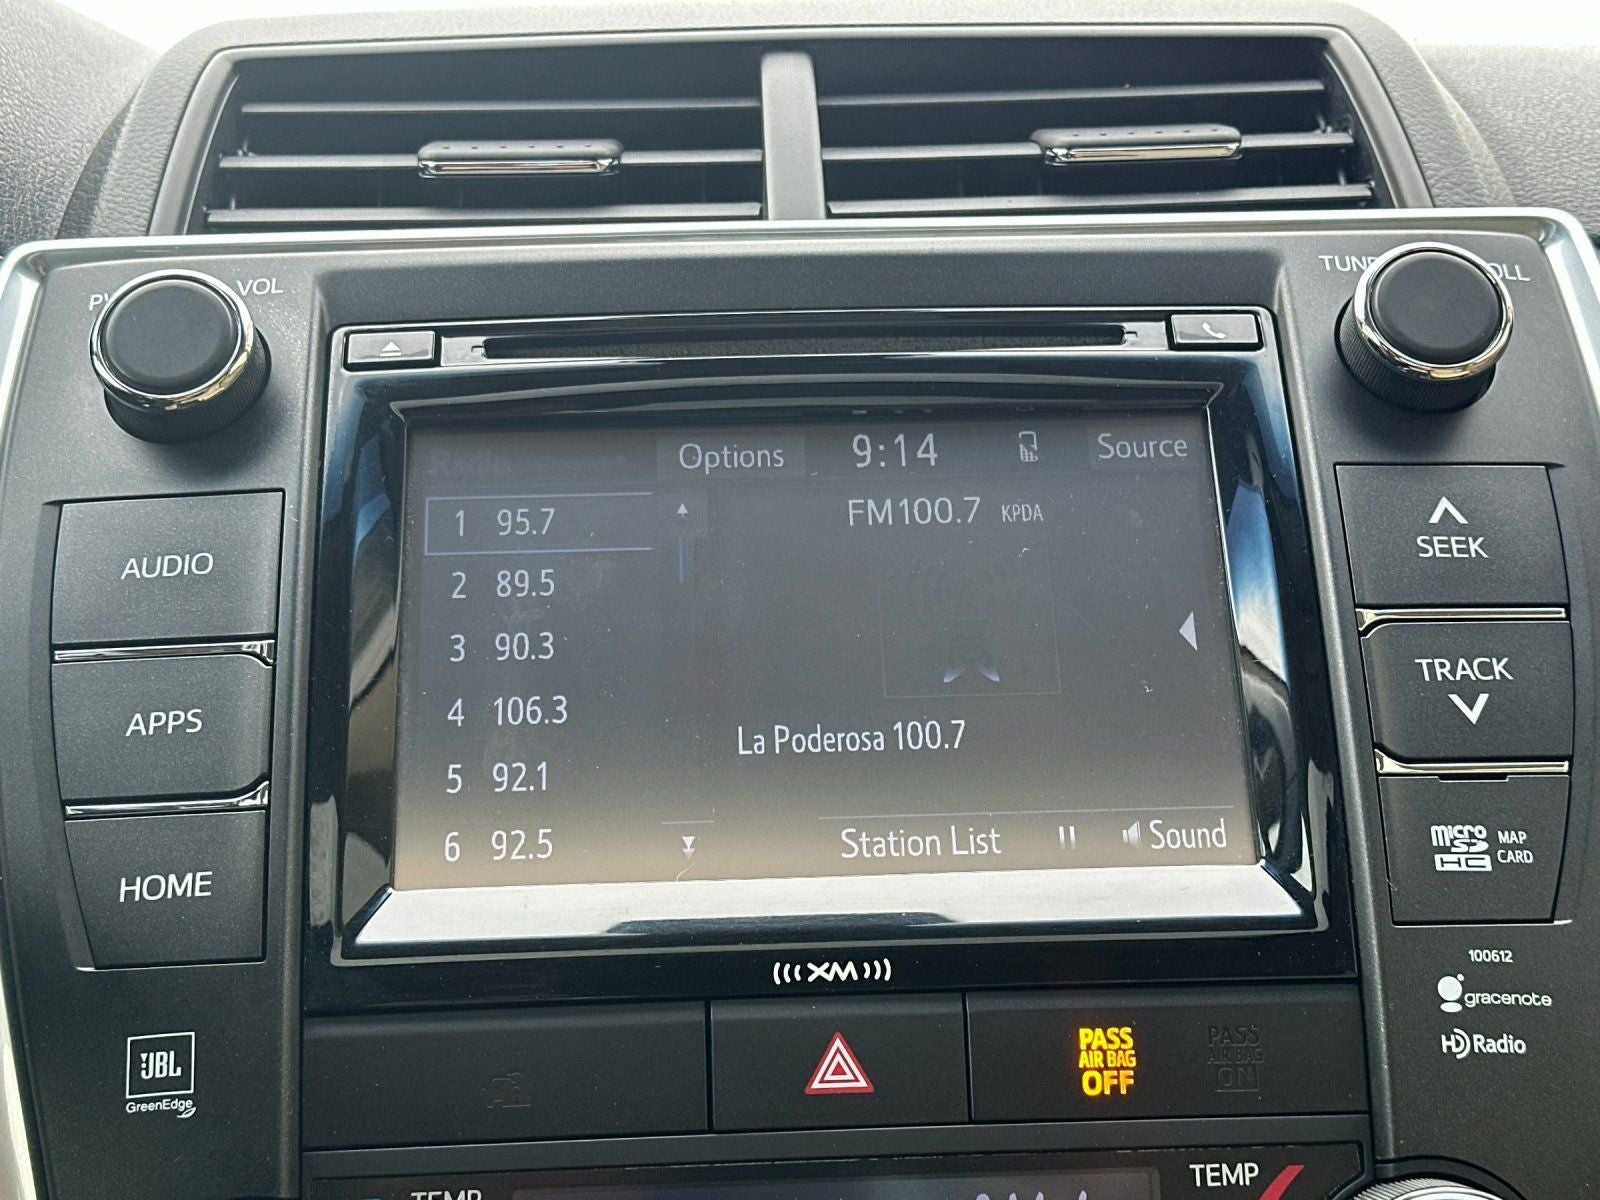 VOL
TUNE
Options
9:14
Source
1 95.7
2 89.5
3 90.3
4 106.3
5 92.1
6 92.5
FM100.7 KPDA
La Poderosa 100.7
Station List
Sound
AUDIO
APPS
HOME
SEEK
TRACK
micro SD HC
MAP CARD
XM
100612
gracenote
HD Radio
JBL
GreenEdge
PASS
AIR BAG
OFF
PASS
AIR BAG
ON
TEMP
TEMP